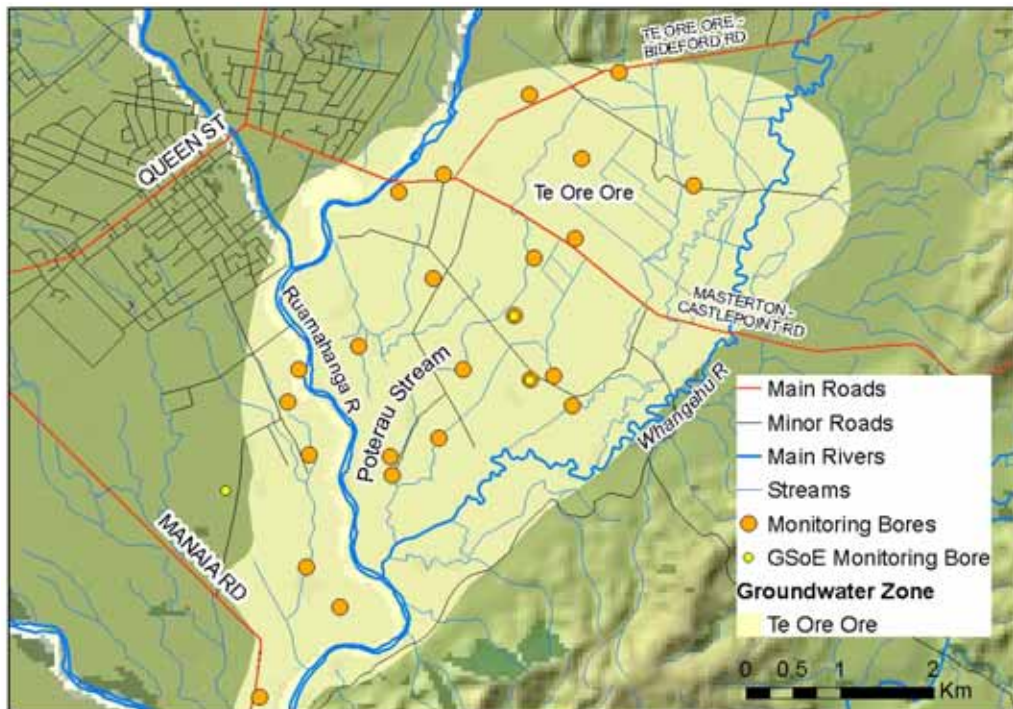 TE ORE ORE -
BIDEFORD RD
QUEEN ST
Te Ore Ore
MASTERTON -
CASTLEPOINT RD
Ruamahanga R
Poterau Stream
Whangehu R
MANAIA RD
Main Roads
Minor Roads
Main Rivers
Streams
Monitoring Bores
GSoE Monitoring Bore
Groundwater Zone
Te Ore Ore
0 0.5 1 2
Km